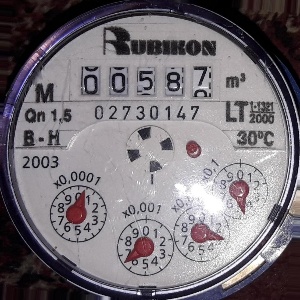 RUBIKON
M 00587 m³
Qn 1,5 02730147 LT 1-1321 2000
B - H 30°C
2003
x0,0001
x0,001
x0,01
x0,1